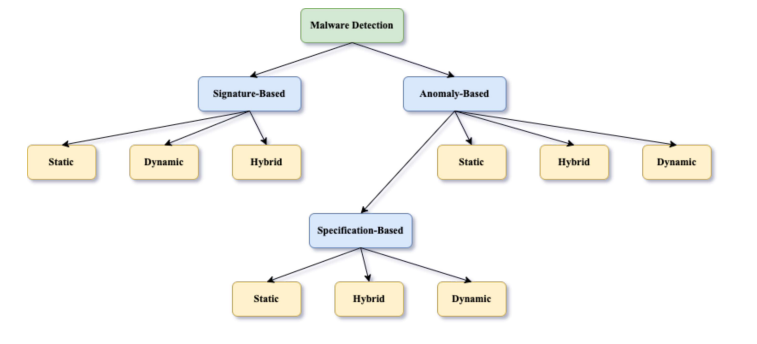 Malware Detection
Signature-Based
Anomaly-Based
Static
Dynamic
Hybrid
Static
Hybrid
Dynamic
Specification-Based
Static
Hybrid
Dynamic